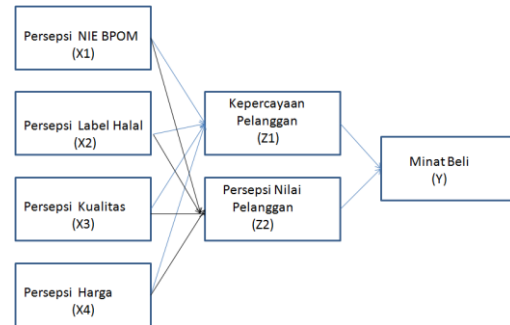 Persepsi NIE BPOM
(X1)
Persepsi Label Halal
(X2)
Persepsi Kualitas
(X3)
Persepsi Harga
(X4)
Kepercayaan
Pelanggan
(Z1)
Persepsi Nilai
Pelanggan
(Z2)
Minat Beli
(Y)